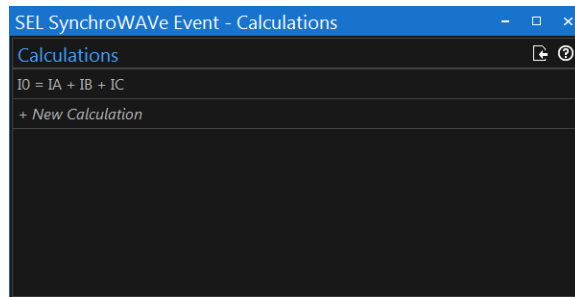 SEL SynchroWAVe Event - Calculations
Calculations
I0 = IA + IB + IC
+ New Calculation